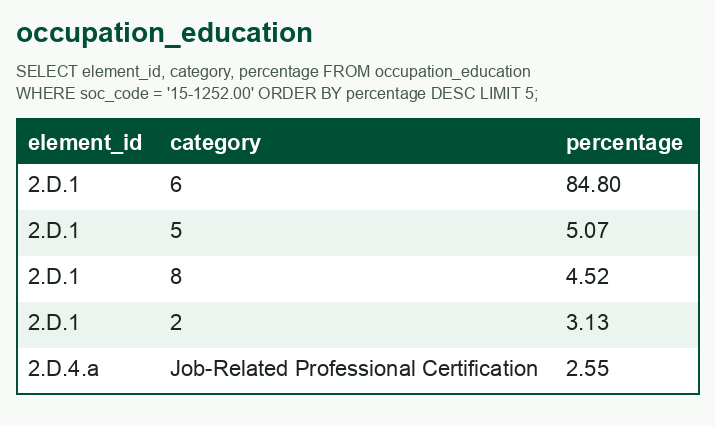 occupation_education
SELECT element_id, category, percentage FROM occupation_education
WHERE soc_code = '15-1252.00' ORDER BY percentage DESC LIMIT 5;
element_id category percentage
2.D.1 6 84.80
2.D.1 5 5.07
2.D.1 8 4.52
2.D.1 2 3.13
2.D.4.a Job-Related Professional Certification 2.55